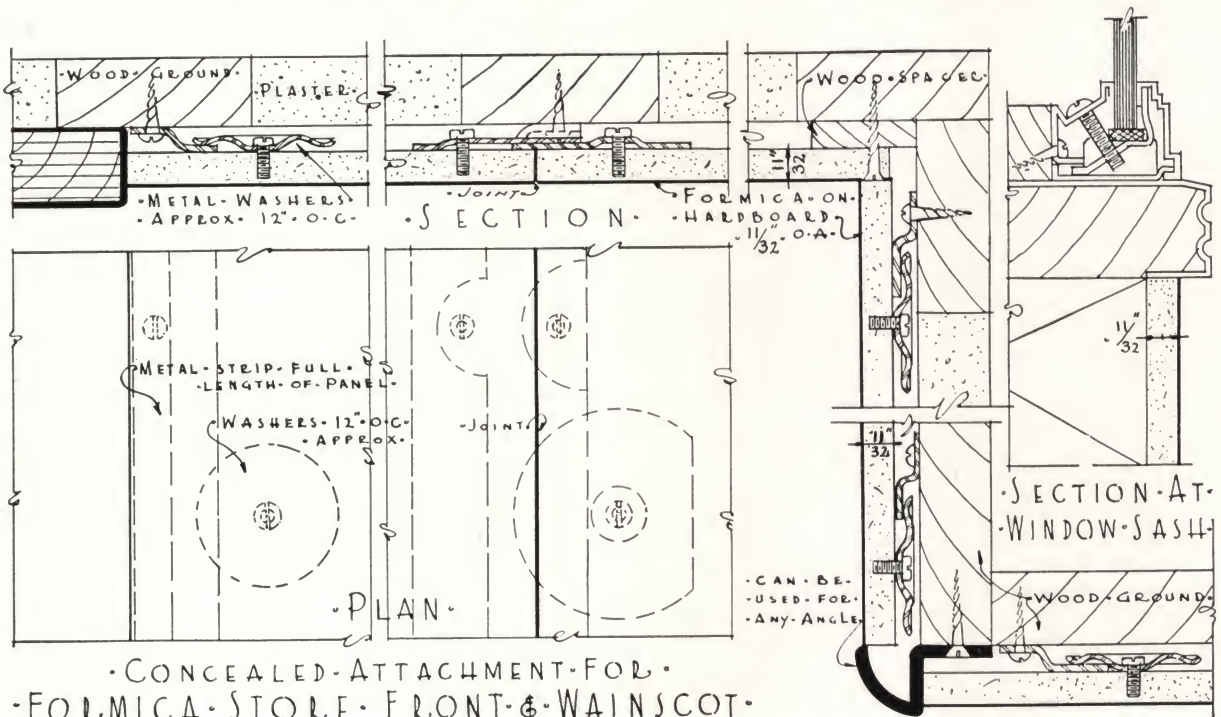 ·WOOD·GROUND·
·PLASTER·
·METAL·WASHERS·
·APPROX· 12"·O·C·
·JOINT·
·SECTION·
·FORMICA·ON·
·HARDBOARD·
·11/32"·O·A·
·WOOD·SPACER·
11"/32
·METAL·STRIP·FULL·
·LENGTH·OF·PANEL·
·WASHERS·12"·O·C·
·APPROX·
·JOINT·
·PLAN·
11"/32
11"/32
·SECTION·AT·
·WINDOW·SASH·
·CAN·BE·
·USED·FOR·
·ANY·ANGLE·
·WOOD·GROUND·
·CONCEALED·ATTACHMENT·FOR·
·FORMICA·STORE·FRONT·&·WAINSCOT·